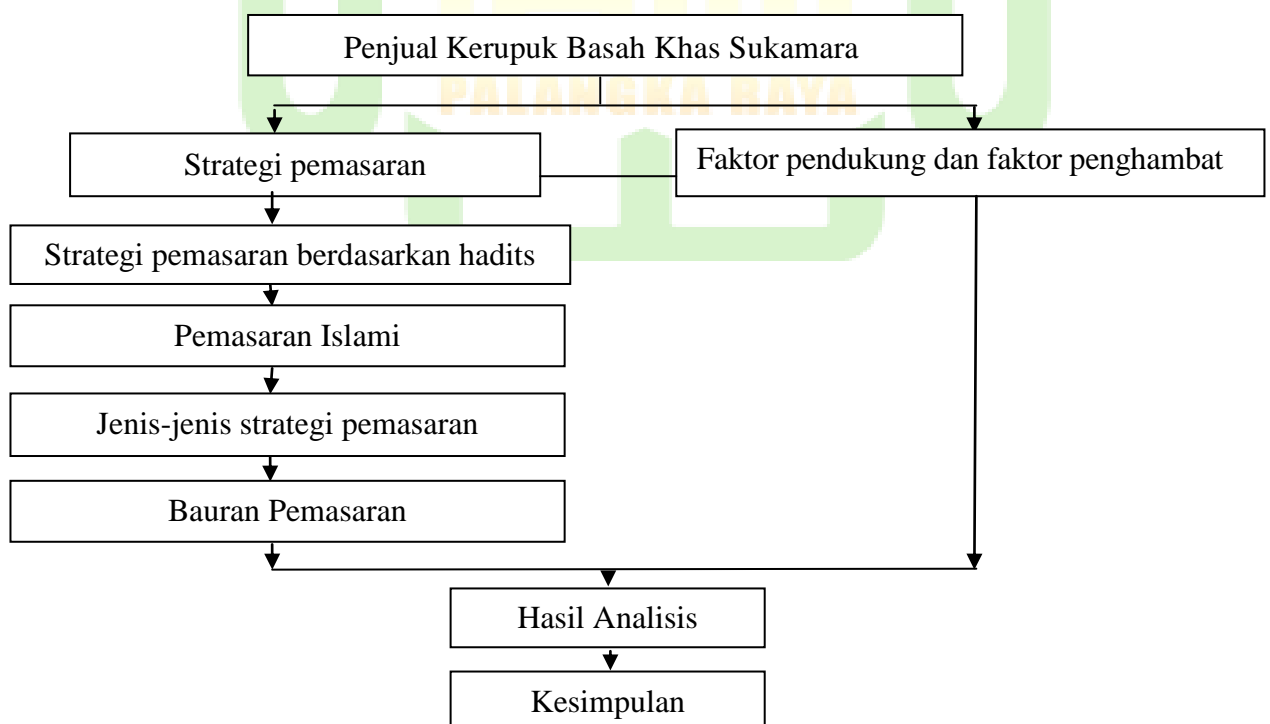 Penjual Kerupuk Basah Khas Sukamara
PALANGKA RAYA
Strategi pemasaran
Faktor pendukung dan faktor penghambat
Strategi pemasaran berdasarkan hadits
Pemasaran Islami
Jenis-jenis strategi pemasaran
Bauran Pemasaran
Hasil Analisis
Kesimpulan